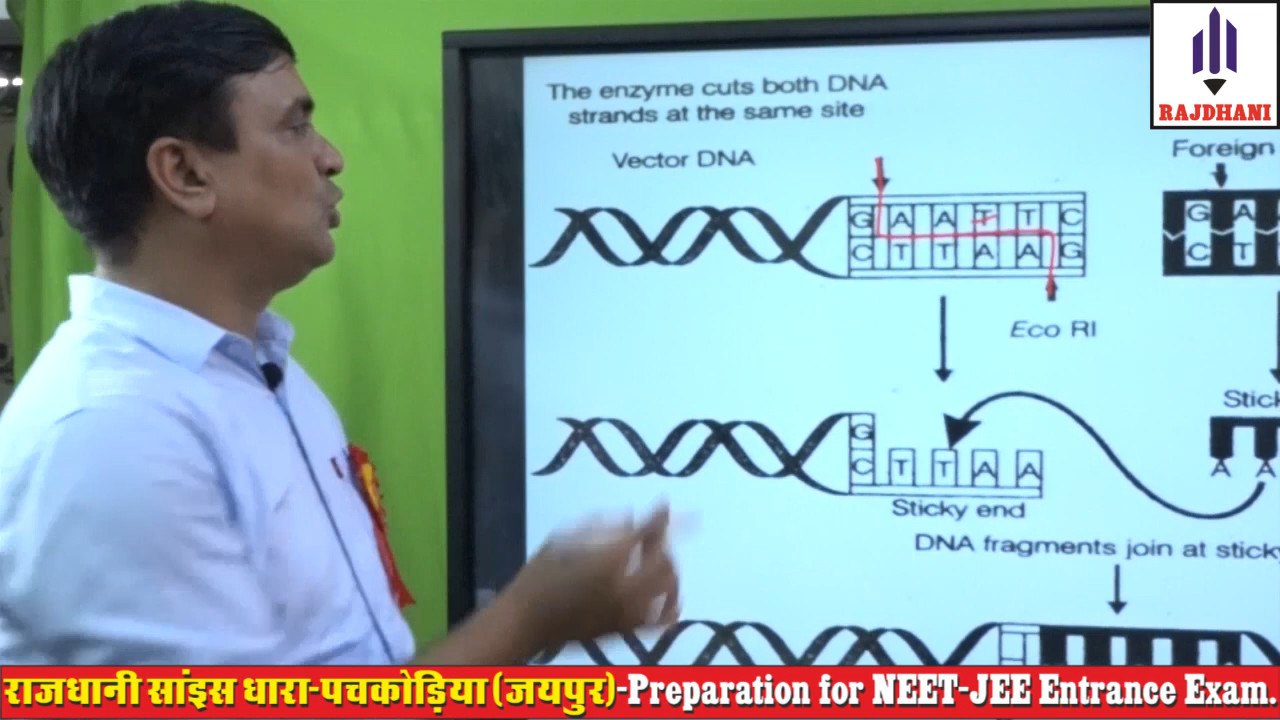 The enzyme cuts both DNA
strands at the same site
RAJDHANI
Vector DNA
Foreign
G A A T T C
C T T A A G
G A
C T
Eco RI
G
C T T A A
Sticky end
A A
DNA fragments join at sticky
राजधानी सांइस धारा-पचकोड़िया (जयपुर)-Preparation for NEET-JEE Entrance Exam.